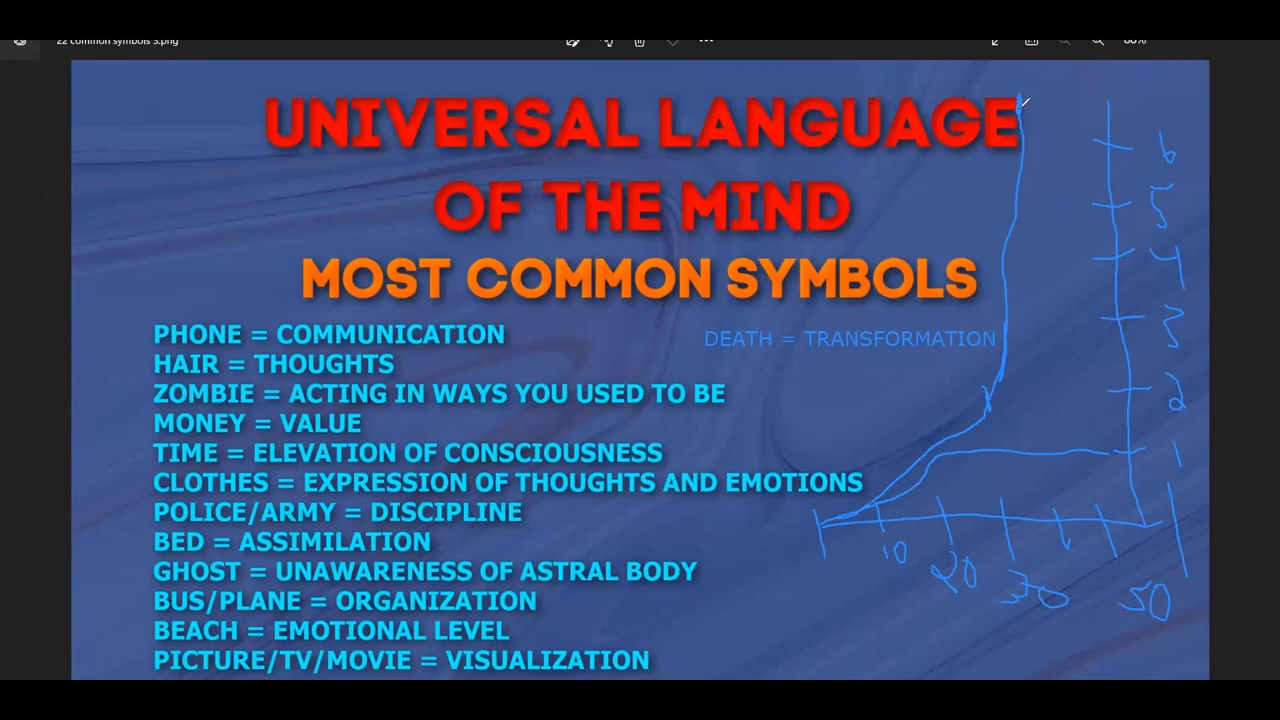 22 common symbols 3.png
UNIVERSAL LANGUAGE
OF THE MIND
MOST COMMON SYMBOLS
PHONE = COMMUNICATION
DEATH = TRANSFORMATION
HAIR = THOUGHTS
ZOMBIE = ACTING IN WAYS YOU USED TO BE
MONEY = VALUE
TIME = ELEVATION OF CONSCIOUSNESS
CLOTHES = EXPRESSION OF THOUGHTS AND EMOTIONS
POLICE/ARMY = DISCIPLINE
BED = ASSIMILATION
GHOST = UNAWARENESS OF ASTRAL BODY
BUS/PLANE = ORGANIZATION
BEACH = EMOTIONAL LEVEL
PICTURE/TV/MOVIE = VISUALIZATION
6
5
4
3
2
1
10
20
30
50